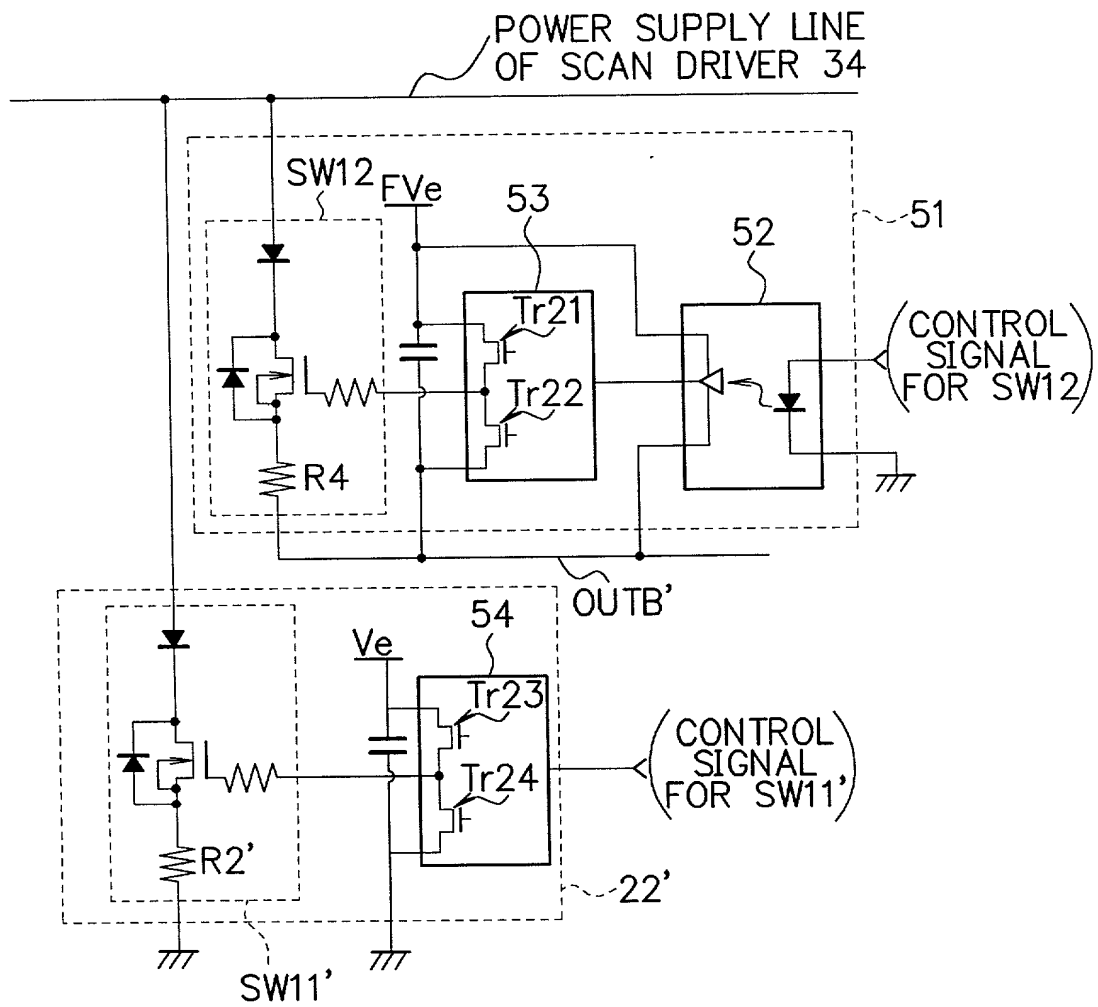 POWER SUPPLY LINE
OF SCAN DRIVER 34
SW12
FVe
53
52
51
Tr21
Tr22
(CONTROL
SIGNAL
FOR SW12)
R4
OUTB'
54
Ve
Tr23
Tr24
(CONTROL
SIGNAL
FOR SW11')
R2'
22'
SW11'